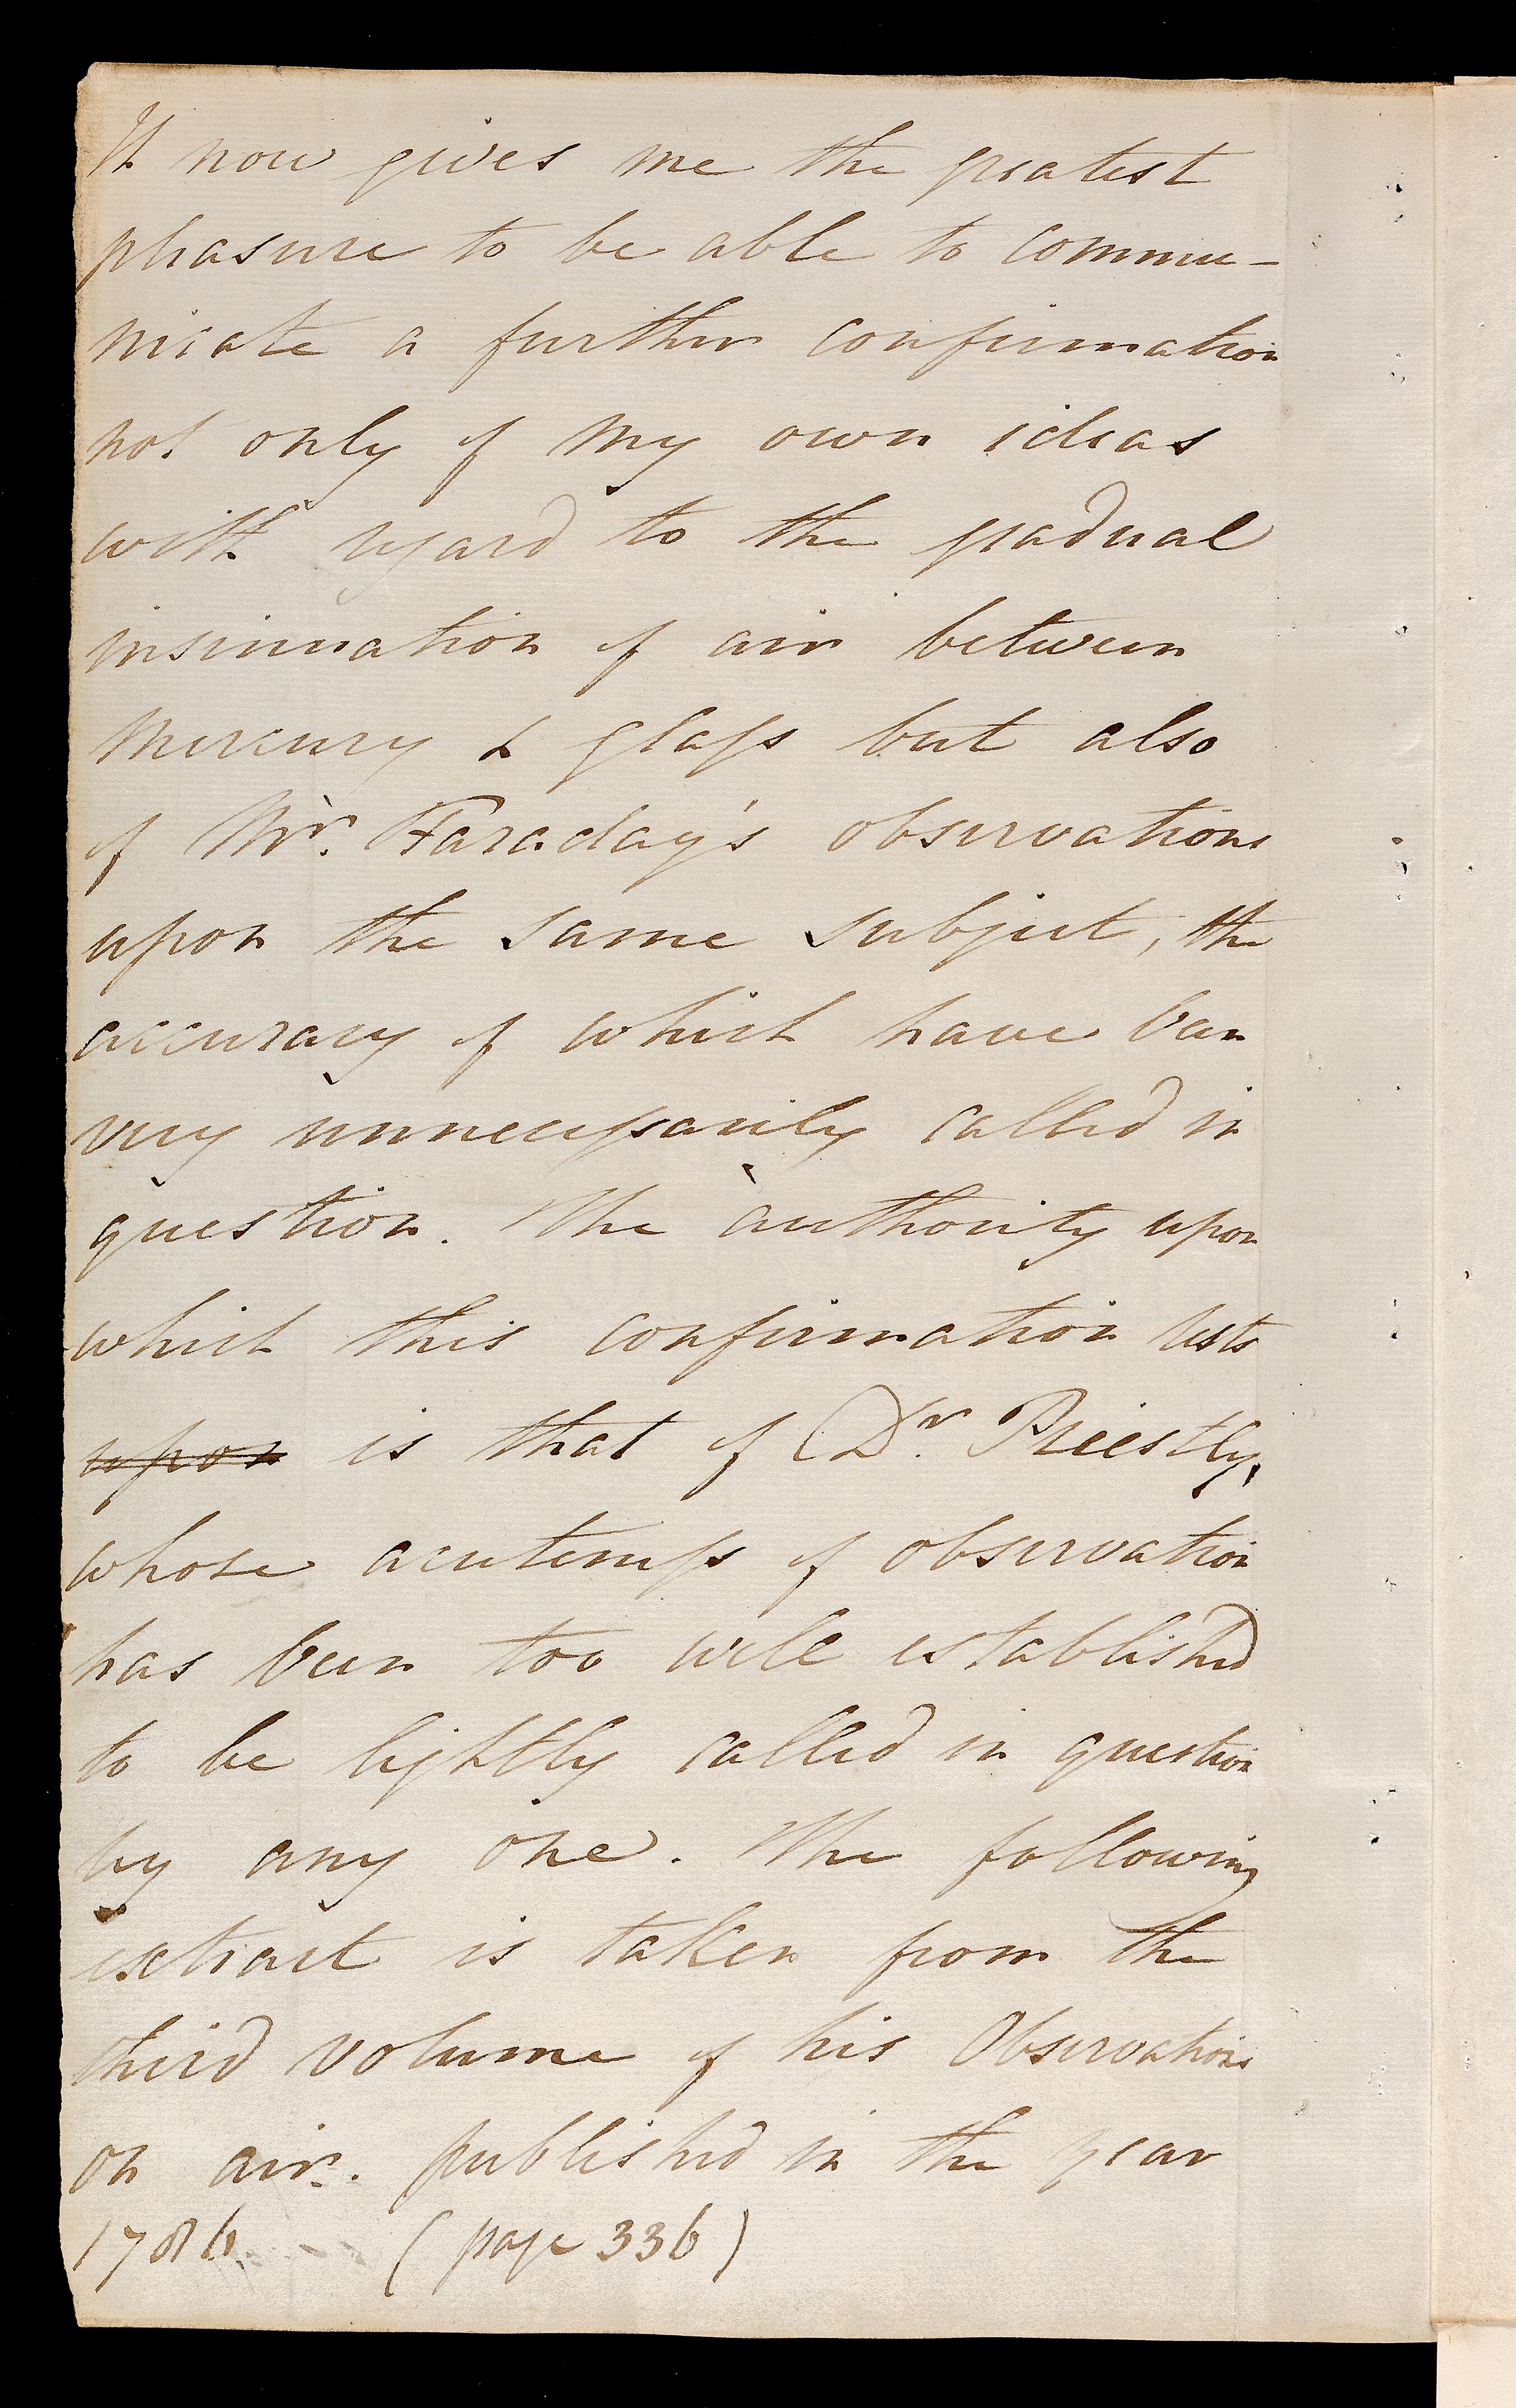 It now gives me the greatest
pleasure to be able to commu-
nicate a further confirmation
not only of my own ideas
with regard to the gradual
insinuation of air between
Mercury & glass but also
of Mr. Faraday's observations
upon the same subject, the
accuracy of which have been
very unnecessarily called in
question. The authority upon
which this confirmation rests
upon is that of Dr. Priestly,
whose acuteness of observation
has been too well established
to be lightly called in question
by any one. The following
extract is taken from the
third volume of his Observations
on air. published in the year
1786. (page 336)